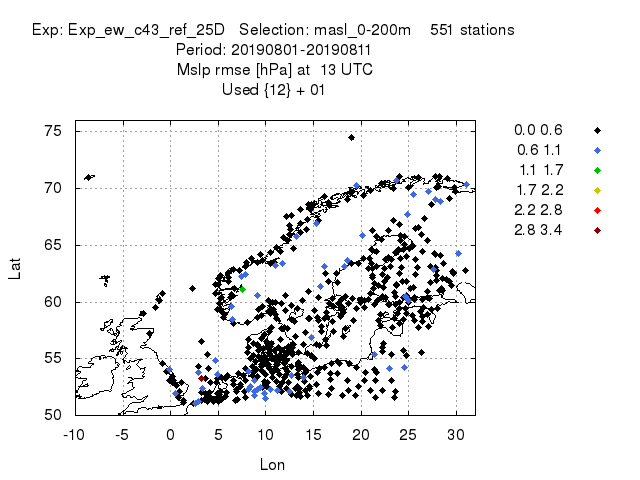 Exp: Exp_ew_c43_ref_25D   Selection: masl_0-200m    551 stations
Period: 20190801-20190811
Mslp rmse [hPa] at  13 UTC
Used {12} + 01
75
70
65
60
55
50
Lat
-10 -5 0 5 10 15 20 25 30
Lon
0.0 0.6
0.6 1.1
1.1 1.7
1.7 2.2
2.2 2.8
2.8 3.4